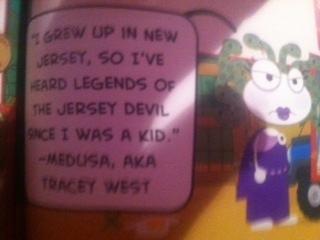 "I GREW UP IN NEW
JERSEY, SO I'VE
HEARD LEGENDS OF
THE JERSEY DEVIL
SINCE I WAS A KID."
-MEDUSA, AKA
TRACEY WEST